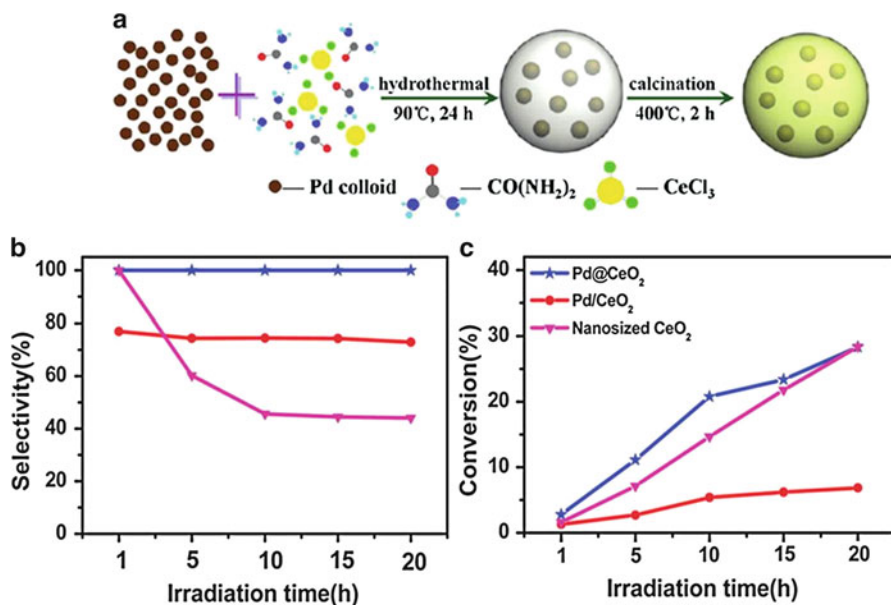 a
hydrothermal
90℃, 24 h
calcination
400℃, 2 h
— Pd colloid
— CO(NH₂)₂
— CeCl₃
b
100
80
60
40
20
0
Selectivity(%)
1 5 10 15 20
Irradiation time(h)
c
40
30
20
10
0
Conversion(%)
Pd@CeO₂
Pd/CeO₂
Nanosized CeO₂
1 5 10 15 20
Irradiation time(h)